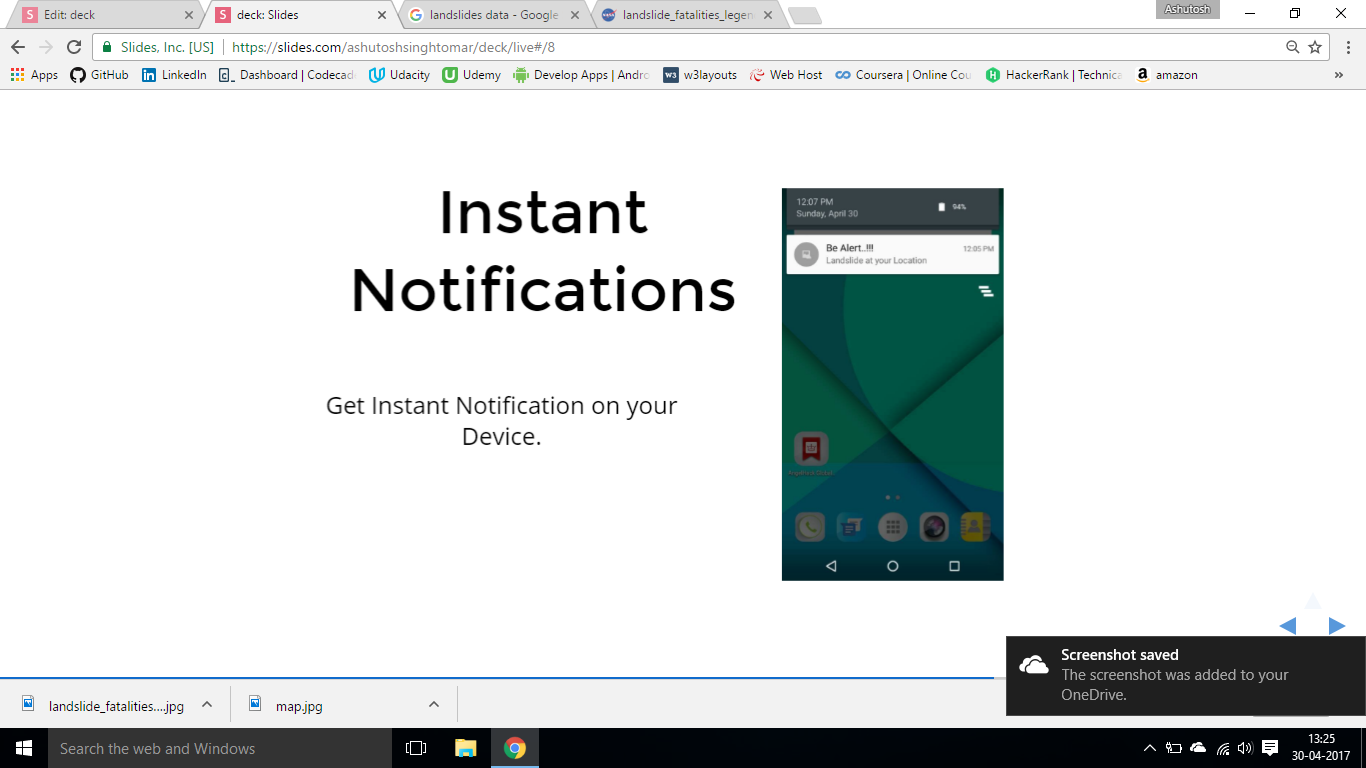 Ashutosh
Edit: deck
deck: Slides
landslides data - Google
landslide_fatalities_legen
Slides, Inc. [US]
https://slides.com/ashutoshsinghtomar/deck/live#/8
Apps
GitHub
LinkedIn
Dashboard | Codecad
Udacity
Udemy
Develop Apps | Andro
w3layouts
Web Host
Coursera | Online Cou
HackerRank | Technica
amazon
»
Instant
Notifications
Get Instant Notification on your
Device.
12:07 PM
Sunday, April 30
94%
Be Alert..!!!
12:05 PM
Landslide at your Location
Screenshot saved
The screenshot was added to your
OneDrive.
landslide_fatalities....jpg
map.jpg
Search the web and Windows
13:25
30-04-2017